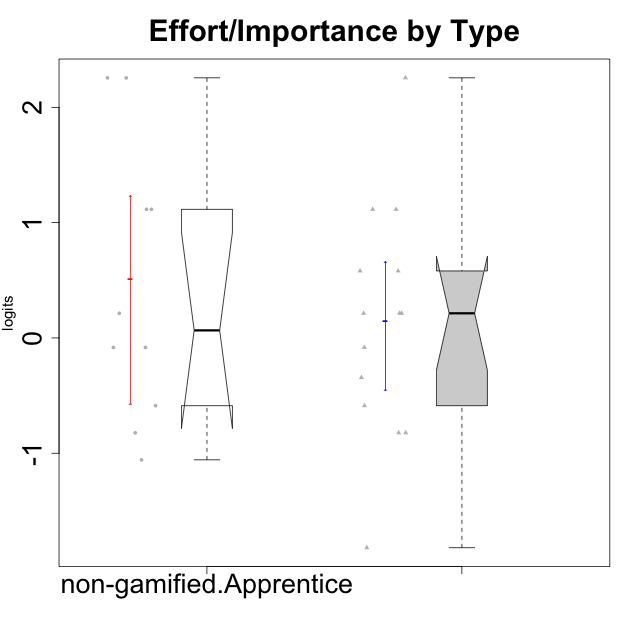 Effort/Importance by Type
2
1
0
-1
logits
non-gamified.Apprentice